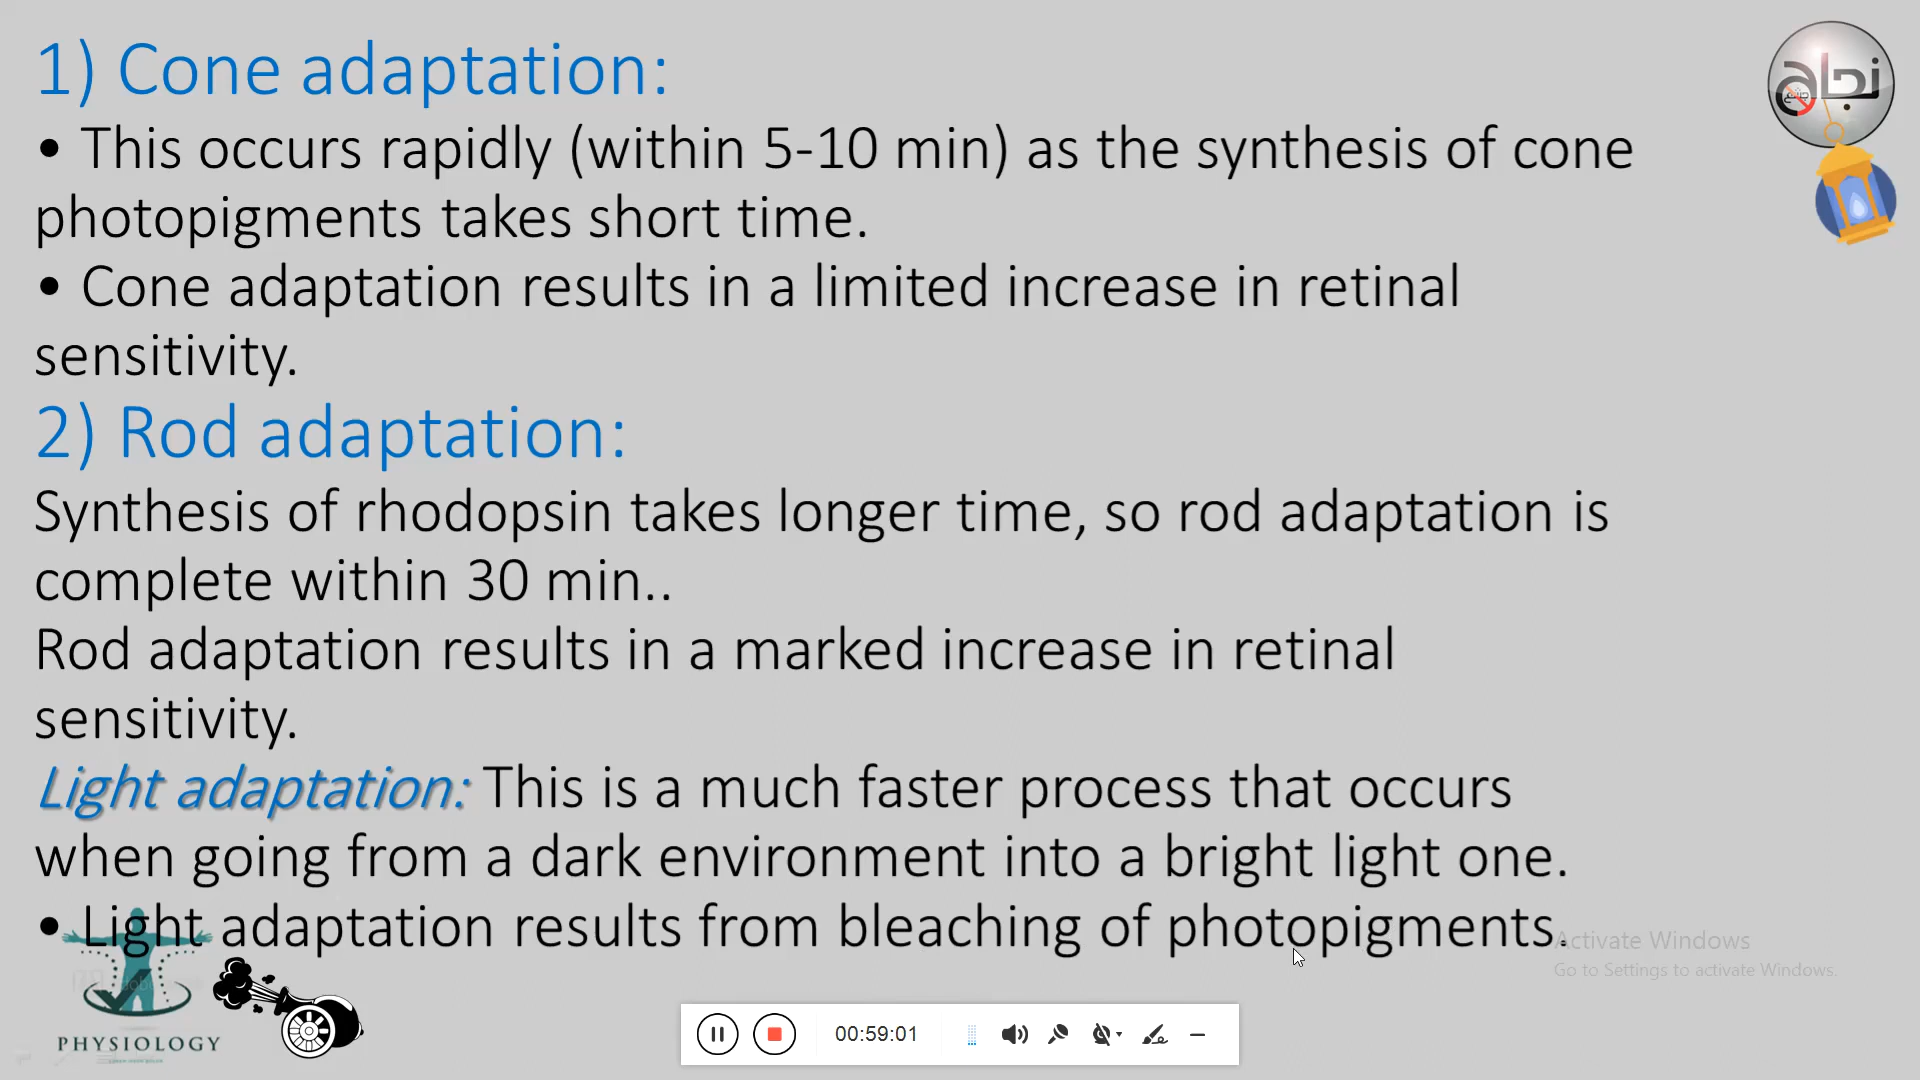 1) Cone adaptation:
• This occurs rapidly (within 5-10 min) as the synthesis of cone
photopigments takes short time.
• Cone adaptation results in a limited increase in retinal
sensitivity.
2) Rod adaptation:
Synthesis of rhodopsin takes longer time, so rod adaptation is
complete within 30 min..
Rod adaptation results in a marked increase in retinal
sensitivity.
Light adaptation: This is a much faster process that occurs
when going from a dark environment into a bright light one.
• Light adaptation results from bleaching of photopigments.
Activate Windows
Go to Settings to activate Windows.
PHYSIOLOGY
00:59:01